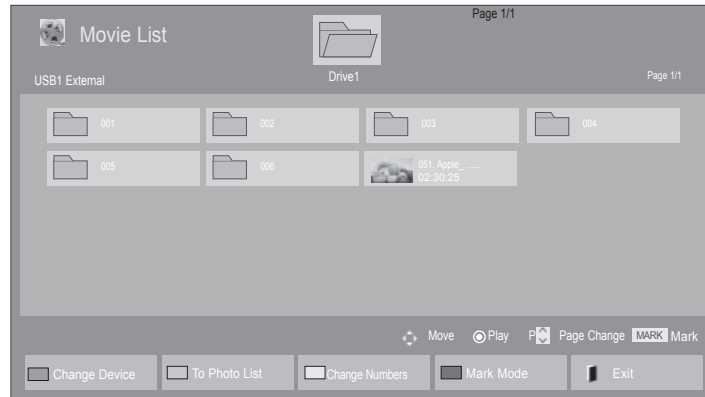 Page 1/1
Movie List
USB1 External
Drive1
Page 1/1
001
002
003
004
005
006
051. Apple_ ......
02:30:25
Move
Play
P
Page Change
MARK
Mark
Change Device
To Photo List
Change Numbers
Mark Mode
Exit